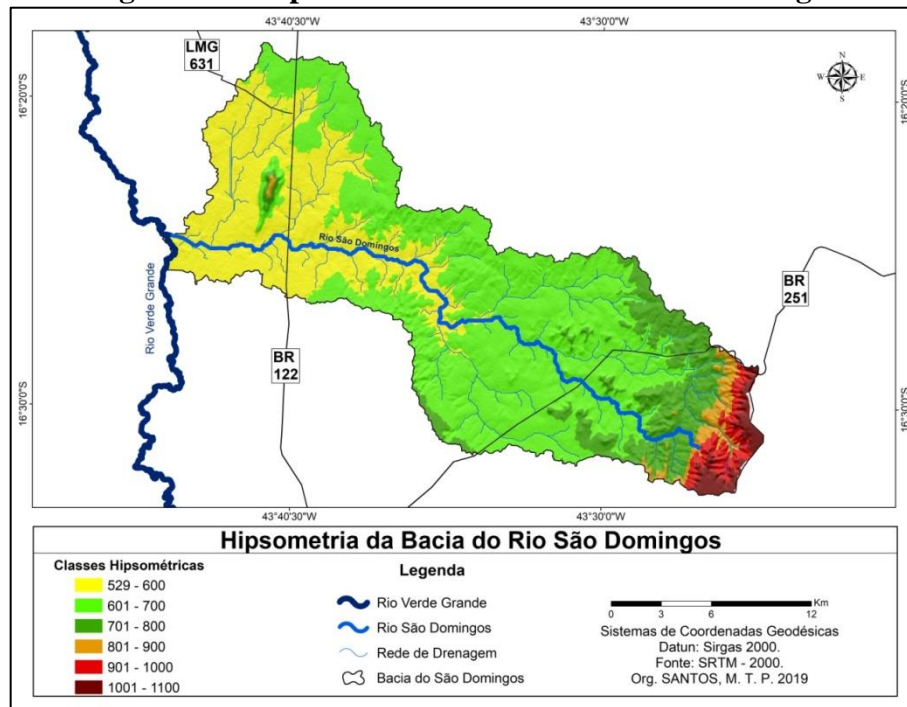 43°40'30"W 43°30'30"W
LMG
631
N
W E
S
16°20'0"S 16°20'0"S
Rio São Domingos
Rio Verde Grande
BR
251
BR
122
16°30'0"S 16°30'0"S
43°40'30"W 43°30'30"W
Hipsometria da Bacia do Rio São Domingos
Classes Hipsométricas
529 - 600
601 - 700
701 - 800
801 - 900
901 - 1000
1001 - 1100
Legenda
Rio Verde Grande
Rio São Domingos
Rede de Drenagem
Bacia do São Domingos
Km
0 3 6 12
Sistemas de Coordenadas Geodésicas
Datun: Sirgas 2000.
Fonte: SRTM - 2000.
Org. SANTOS, M. T. P. 2019